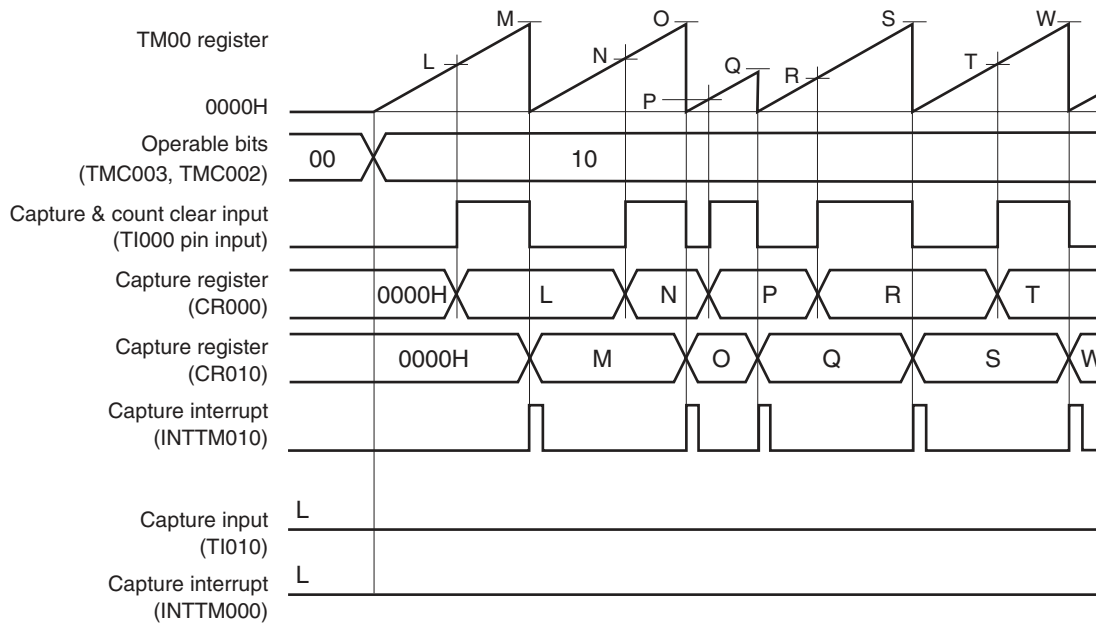 TM00 register
M
O
S
W
L
N
Q
R
T
P
0000H
Operable bits
(TMC003, TMC002)
00
10
Capture & count clear input
(TI000 pin input)
Capture register
(CR000)
0000H
L
N
P
R
T
Capture register
(CR010)
0000H
M
O
Q
S
W
Capture interrupt
(INTTM010)
Capture input
(TI010)
L
Capture interrupt
(INTTM000)
L